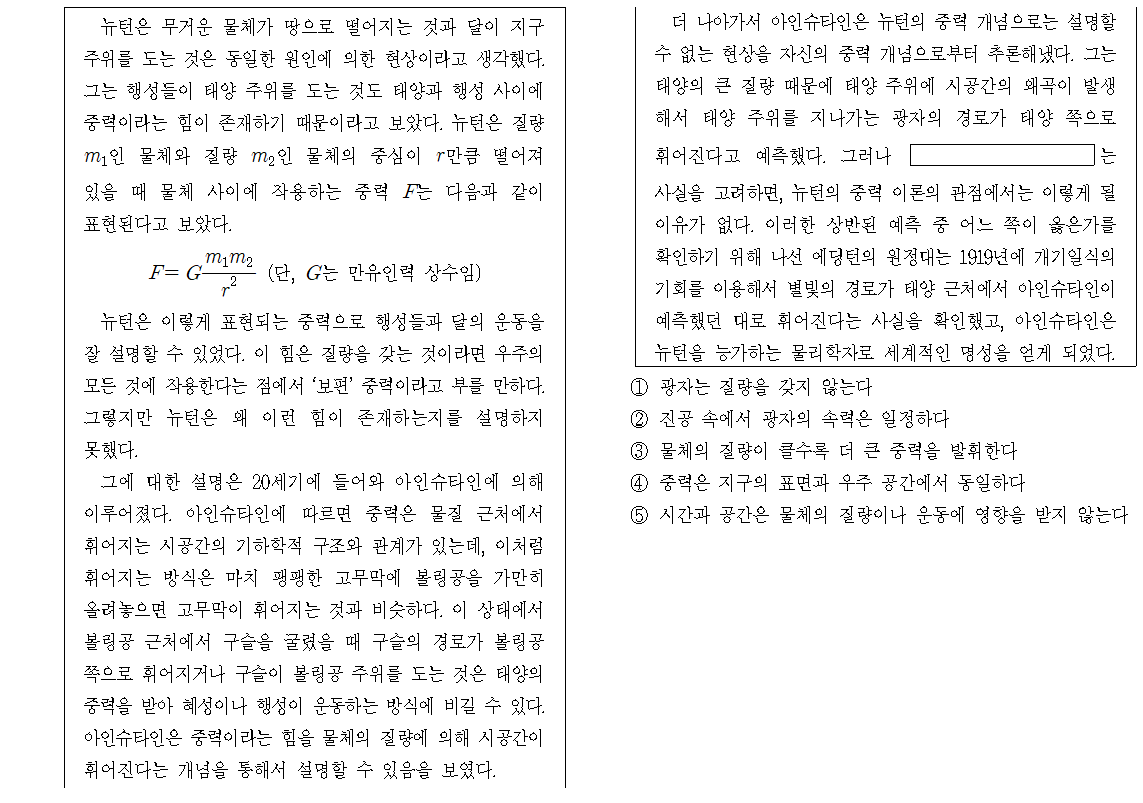 뉴턴은 무거운 물체가 땅으로 떨어지는 것과 달이 지구
주위를 도는 것은 동일한 원인에 의한 현상이라고 생각했다.
그는 행성들이 태양 주위를 도는 것도 태양과 행성 사이에
중력이라는 힘이 존재하기 때문이라고 보았다. 뉴턴은 질량
m₁인 물체와 질량 m₂인 물체의 중심이 r만큼 떨어져
있을 때 물체 사이에 작용하는 중력 F는 다음과 같이
표현된다고 보았다.
F = G m₁m₂/r² (단, G는 만유인력 상수임)
뉴턴은 이렇게 표현되는 중력으로 행성들과 달의 운동을
잘 설명할 수 있었다. 이 힘은 질량을 갖는 것이라면 우주의
모든 것에 작용한다는 점에서 ‘보편’ 중력이라고 부를 만하다.
그렇지만 뉴턴은 왜 이런 힘이 존재하는지를 설명하지
못했다.
그에 대한 설명은 20세기에 들어와 아인슈타인에 의해
이루어졌다. 아인슈타인에 따르면 중력은 물질 근처에서
휘어지는 시공간의 기하학적 구조와 관계가 있는데, 이처럼
휘어지는 방식은 마치 팽팽한 고무막에 볼링공을 가만히
올려놓으면 고무막이 휘어지는 것과 비슷하다. 이 상태에서
볼링공 근처에서 구슬을 굴렸을 때 구슬의 경로가 볼링공
쪽으로 휘어지거나 구슬이 볼링공 주위를 도는 것은 태양의
중력을 받아 혜성이나 행성이 운동하는 방식에 비길 수 있다.
아인슈타인은 중력이라는 힘을 물체의 질량에 의해 시공간이
휘어진다는 개념을 통해서 설명할 수 있음을 보였다.
더 나아가서 아인슈타인은 뉴턴의 중력 개념으로는 설명할
수 없는 현상을 자신의 중력 개념으로부터 추론해냈다. 그는
태양의 큰 질량 때문에 태양 주위에 시공간의 왜곡이 발생
해서 태양 주위를 지나가는 광자의 경로가 태양 쪽으로
휘어진다고 예측했다. 그러나 는
사실을 고려하면, 뉴턴의 중력 이론의 관점에서는 이렇게 될
이유가 없다. 이러한 상반된 예측 중 어느 쪽이 옳은가를
확인하기 위해 나선 에딩턴의 원정대는 1919년에 개기일식의
기회를 이용해서 별빛의 경로가 태양 근처에서 아인슈타인이
예측했던 대로 휘어진다는 사실을 확인했고, 아인슈타인은
뉴턴을 능가하는 물리학자로 세계적인 명성을 얻게 되었다.
① 광자는 질량을 갖지 않는다
② 진공 속에서 광자의 속력은 일정하다
③ 물체의 질량이 클수록 더 큰 중력을 발휘한다
④ 중력은 지구의 표면과 우주 공간에서 동일하다
⑤ 시간과 공간은 물체의 질량이나 운동에 영향을 받지 않는다